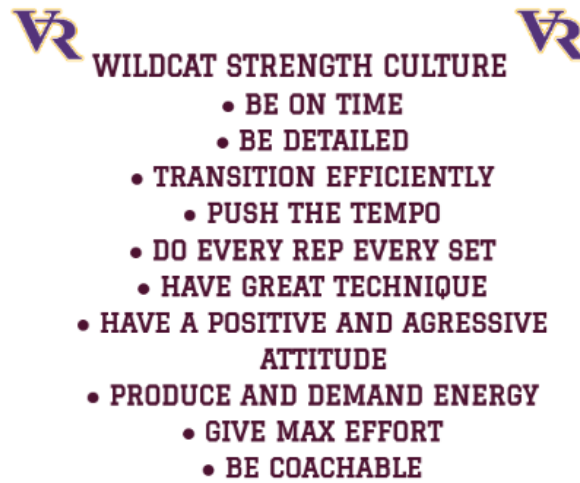 VR VR
WILDCAT STRENGTH CULTURE
• BE ON TIME
• BE DETAILED
• TRANSITION EFFICIENTLY
• PUSH THE TEMPO
• DO EVERY REP EVERY SET
• HAVE GREAT TECHNIQUE
• HAVE A POSITIVE AND AGRESSIVE
ATTITUDE
• PRODUCE AND DEMAND ENERGY
• GIVE MAX EFFORT
• BE COACHABLE